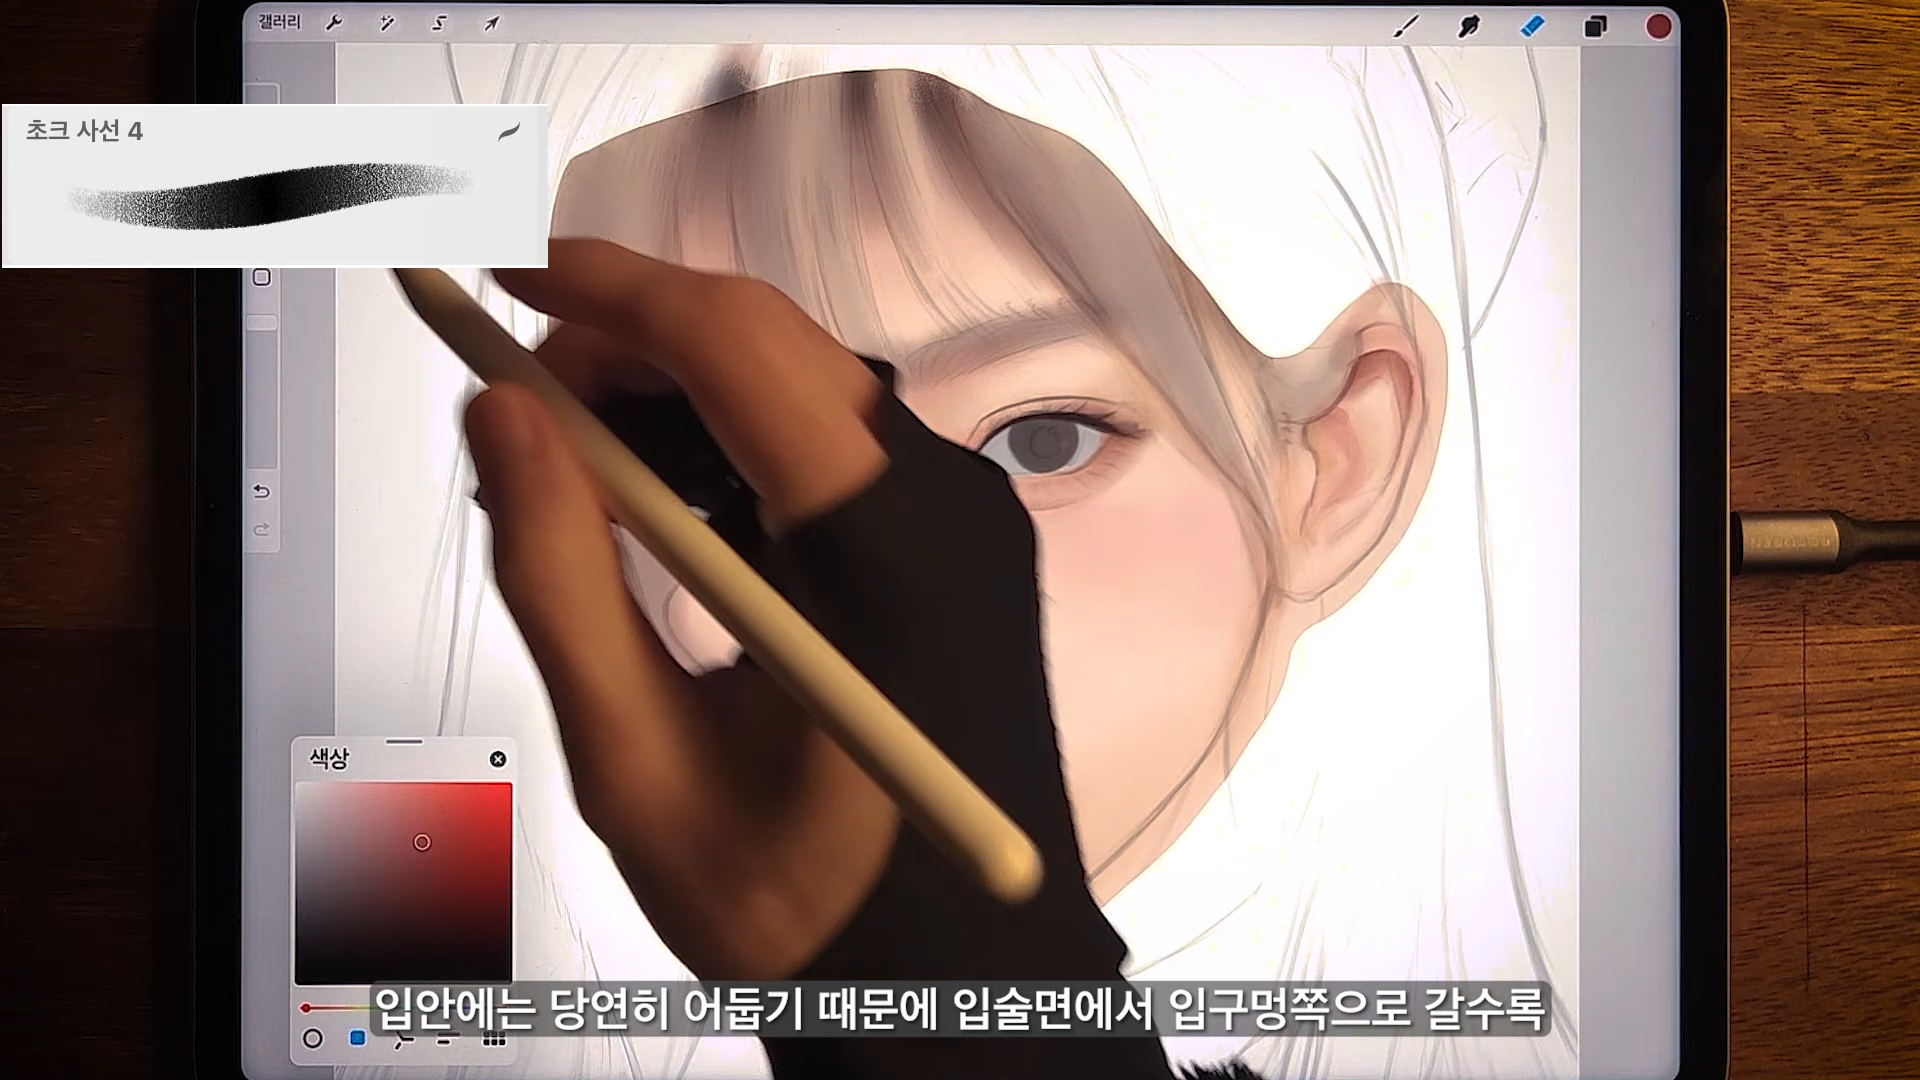 갤러리
초크 사선 4
색상
입안에는 당연히 어둡기 때문에 입술면에서 입구멍쪽으로 갈수록